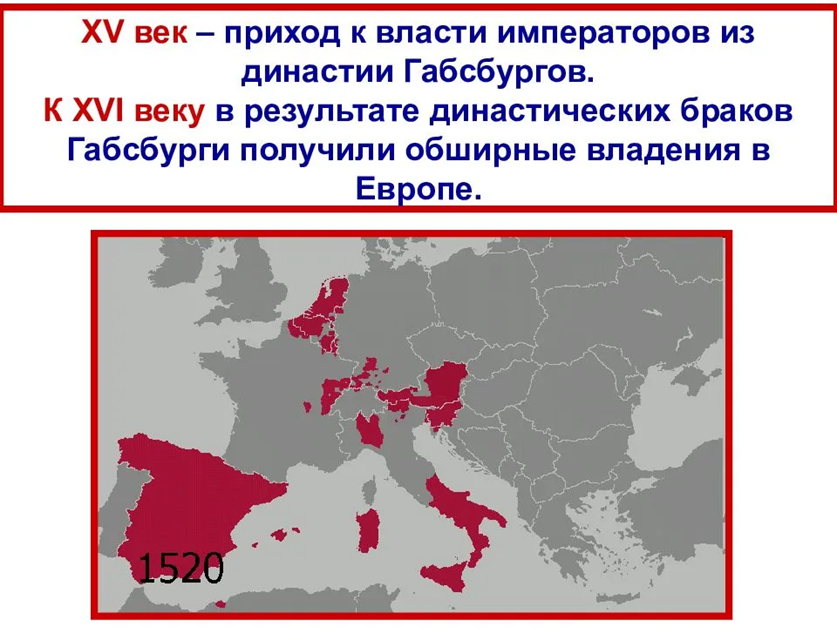 XV век – приход к власти императоров из
династии Габсбургов.
К XVI веку в результате династических браков
Габсбурги получили обширные владения в
Европе.
1520